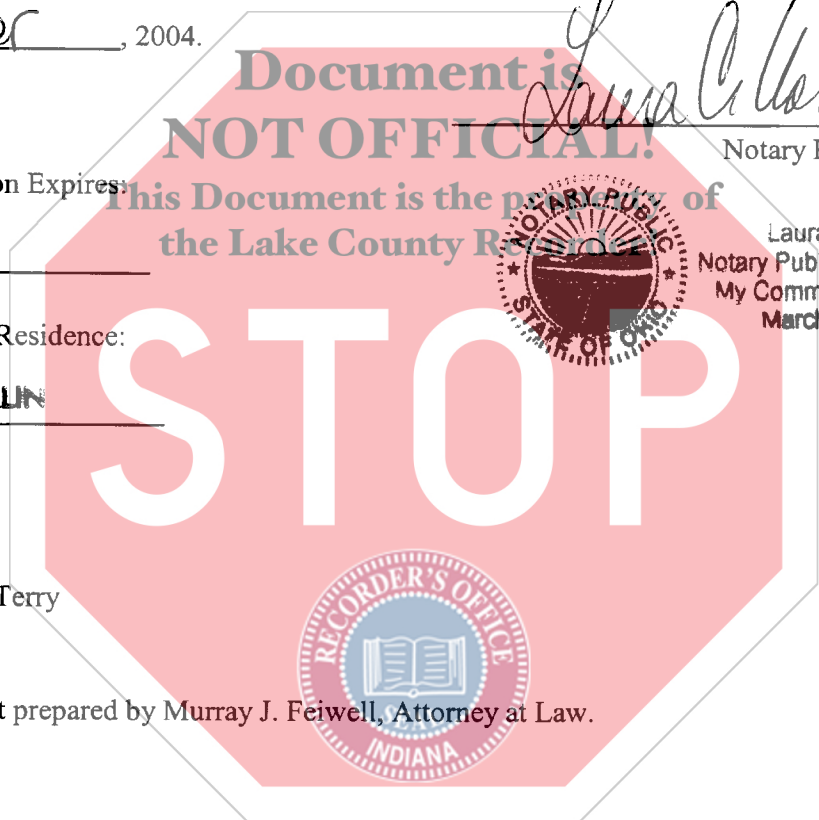 , 2004.
Document is
NOT OFFICIAL!
Notary
on Expires:
This Document is the property of
the Lake County Recorder!
NOTARY PUBLIC
STATE OF OHIO
Laura
Notary Pub
My Comm
March
Residence:
STOP
RECORDER'S OFFICE
SEAL
INDIANA
Terry
t prepared by Murray J. Feiwell, Attorney at Law.